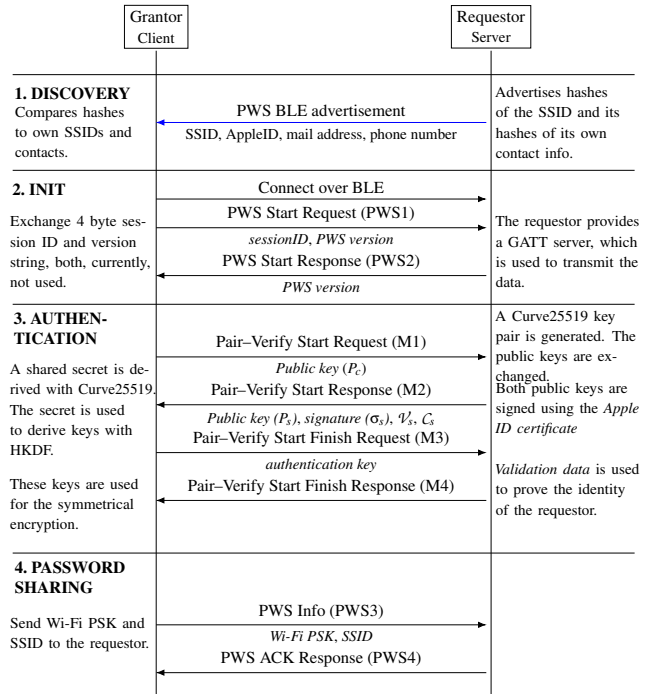 Grantor
Client
Requestor
Server
1. DISCOVERY
Compares hashes
to own SSIDs and
contacts.
PWS BLE advertisement
SSID, AppleID, mail address, phone number
Advertises hashes
of the SSID and its
hashes of its own
contact info.
2. INIT
Exchange 4 byte ses-
sion ID and version
string, both, currently,
not used.
Connect over BLE
PWS Start Request (PWS1)
sessionID, PWS version
PWS Start Response (PWS2)
PWS version
The requestor provides
a GATT server, which
is used to transmit the
data.
3. AUTHEN-
TICATION
A shared secret is de-
rived with Curve25519.
The secret is used
to derive keys with
HKDF.
These keys are used
for the symmetrical
encryption.
Pair–Verify Start Request (M1)
Public key (Pc)
Pair–Verify Start Response (M2)
Public key (Ps), signature (σs), Vs, Cs
Pair–Verify Start Finish Request (M3)
authentication key
Pair–Verify Start Finish Response (M4)
A Curve25519 key
pair is generated. The
public keys are ex-
changed.
Both public keys are
signed using the Apple
ID certificate
Validation data is used
to prove the identity
of the requestor.
4. PASSWORD
SHARING
Send Wi-Fi PSK and
SSID to the requestor.
PWS Info (PWS3)
Wi-Fi PSK, SSID
PWS ACK Response (PWS4)